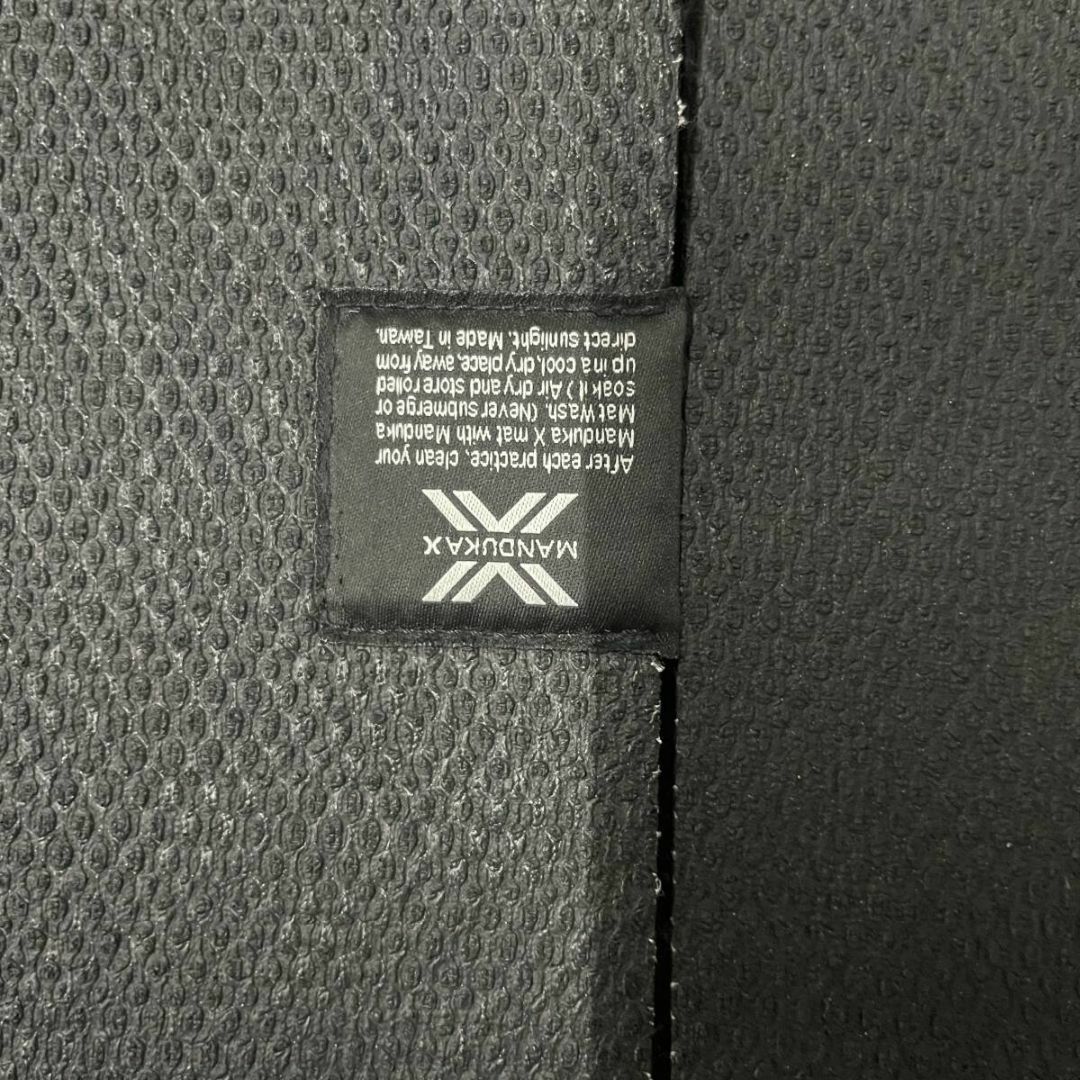 MANDUKA X
After each practice, clean your
Manduka X mat with Manduka
Mat Wash. (Never submerge or
soak it.) Air dry and store rolled
up in a cool, dry place, away from
direct sunlight. Made in Taiwan.